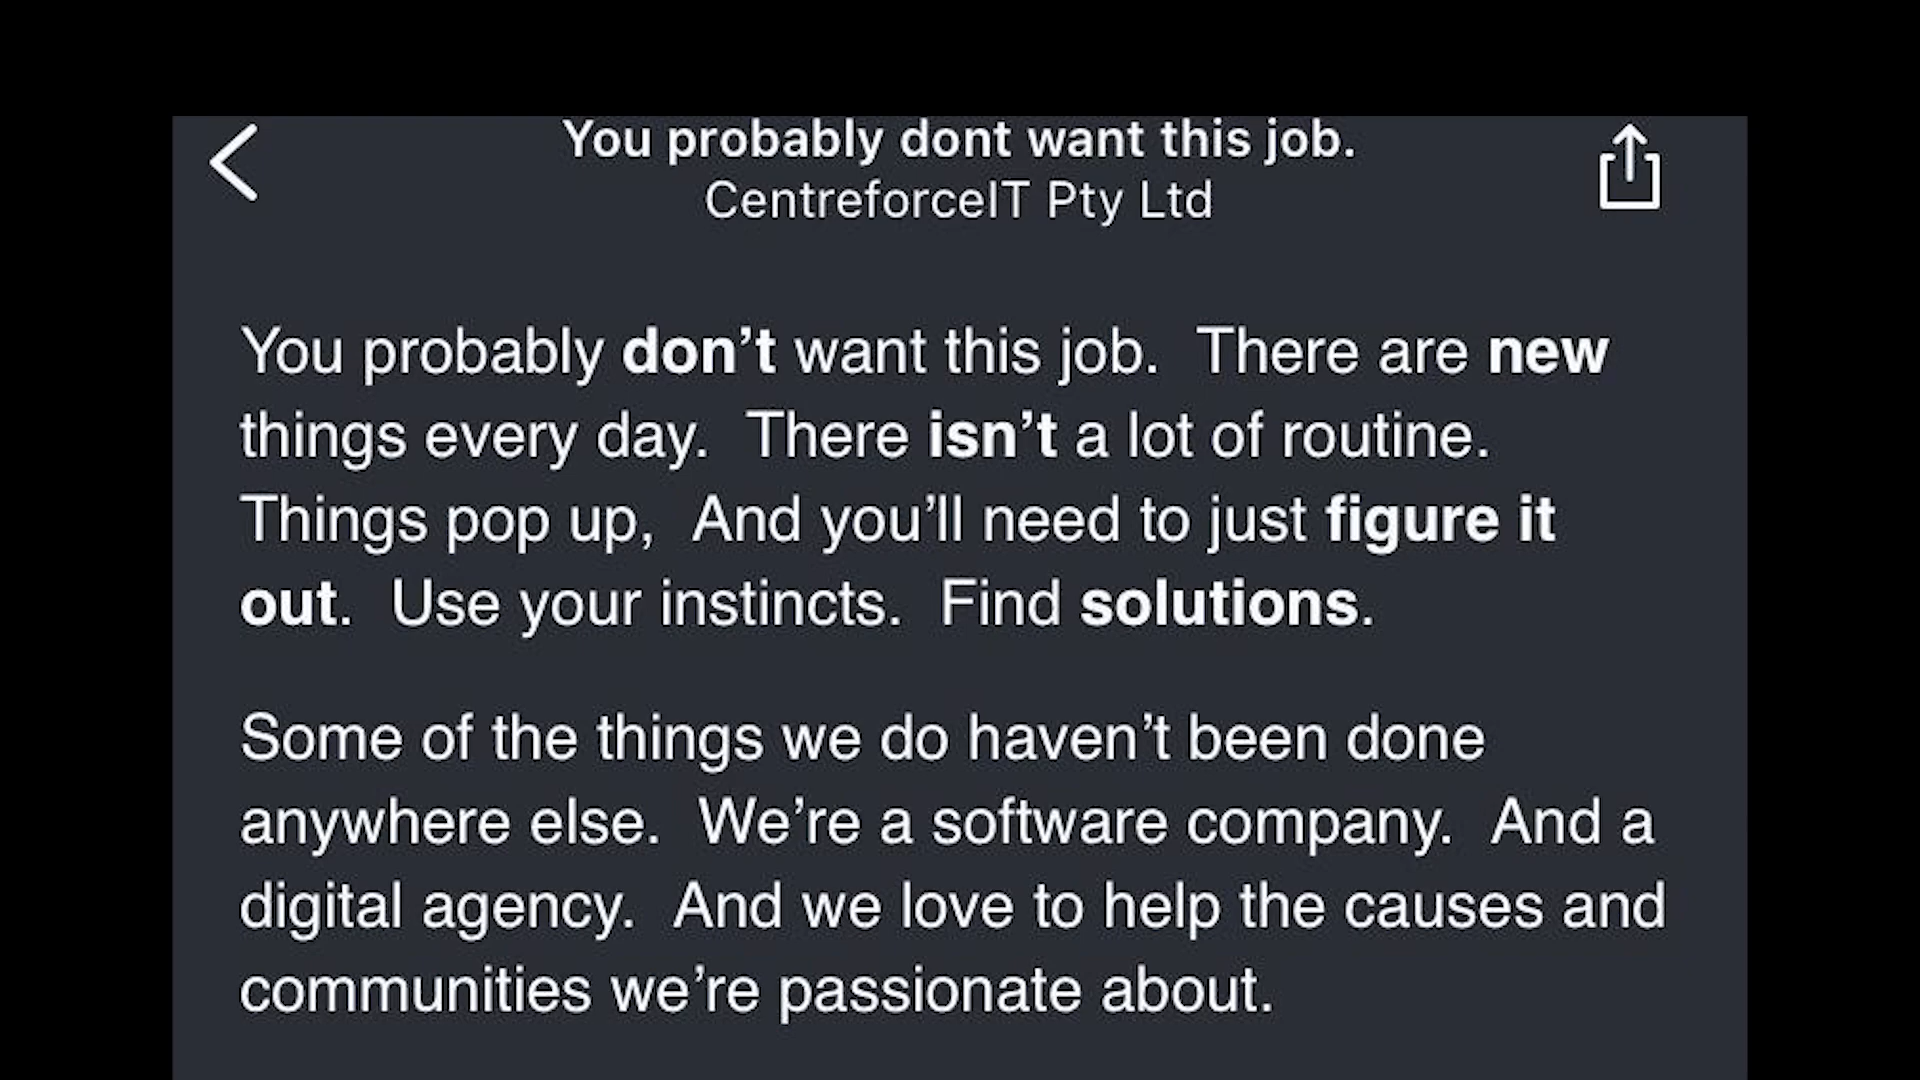 You probably dont want this job.
CentreforceIT Pty Ltd
You probably don’t want this job.  There are new
things every day.  There isn’t a lot of routine.
Things pop up,  And you’ll need to just figure it
out.  Use your instincts.  Find solutions.
Some of the things we do haven’t been done
anywhere else.  We’re a software company.  And a
digital agency.  And we love to help the causes and
communities we’re passionate about.